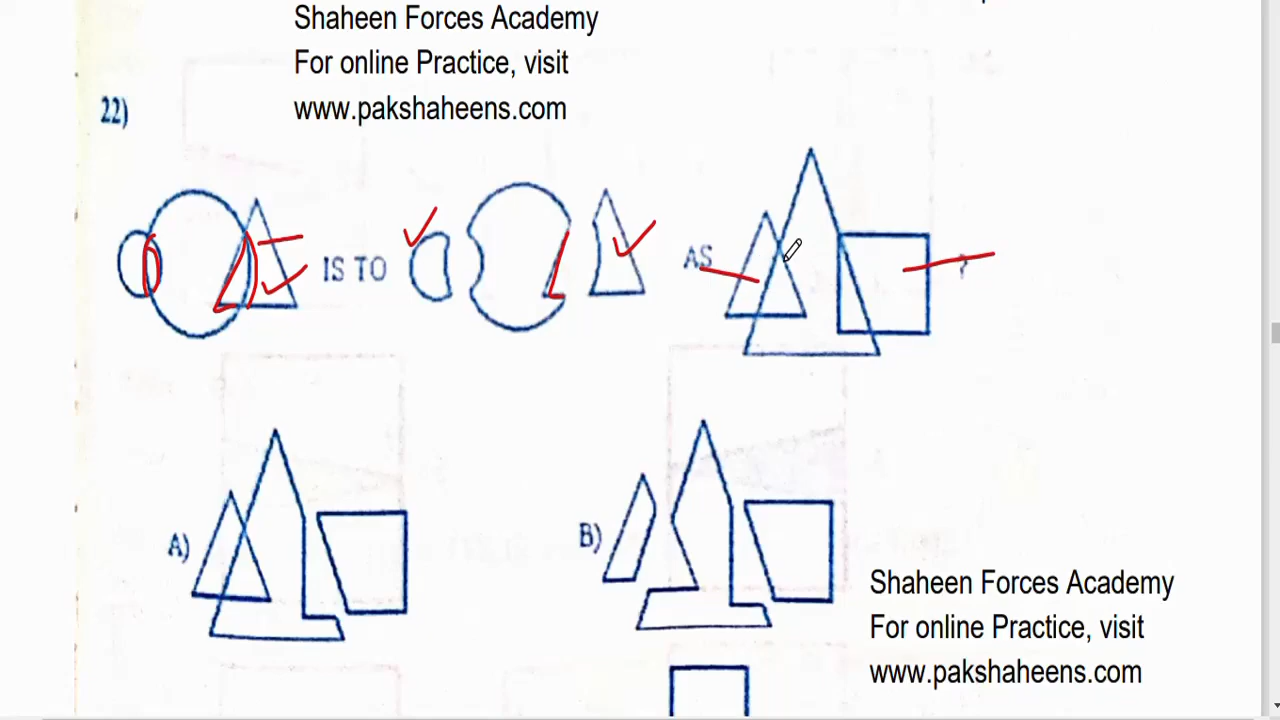 Shaheen Forces Academy
For online Practice, visit
www.pakshaheens.com
22)
IS TO
AS
?
A)
B)
Shaheen Forces Academy
For online Practice, visit
www.pakshaheens.com